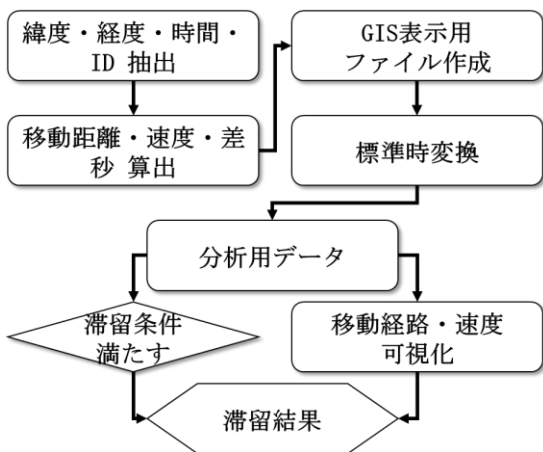 緯度・経度・時間・
ID 抽出
移動距離・速度・差
秒 算出
GIS表示用
ファイル作成
標準時変換
分析用データ
滞留条件
満たす
移動経路・速度
可視化
滞留結果